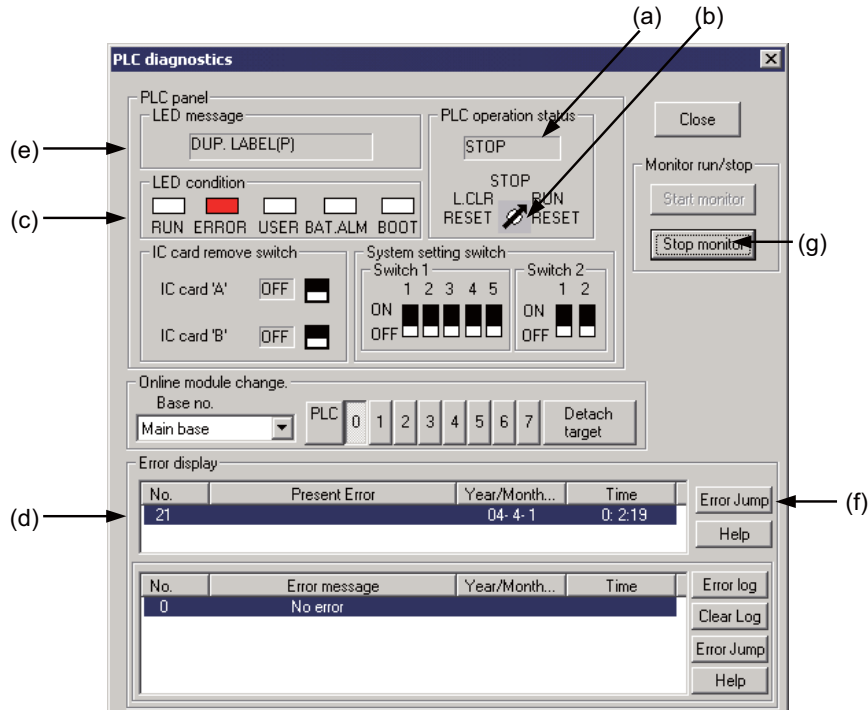 (a)
(b)
PLC diagnostics
PLC panel
LED message
DUP. LABEL(P)
(e)
PLC operation status
STOP
STOP
L.CLR RUN
RESET RESET
Close
Monitor run/stop
Start monitor
Stop monitor
(g)
LED condition
(c)
RUN ERROR USER BAT.ALM BOOT
IC card remove switch
IC card 'A' OFF
IC card 'B' OFF
System setting switch
Switch 1
1 2 3 4 5
ON
OFF
Switch 2
1 2
ON
OFF
Online module change.
Base no.
Main base
PLC 0 1 2 3 4 5 6 7 Detach target
Error display
No. Present Error Year/Month... Time
21 04- 4- 1 0: 2:19
(d)
Error Jump
(f)
Help
No. Error message Year/Month... Time
0 No error
Error log
Clear Log
Error Jump
Help